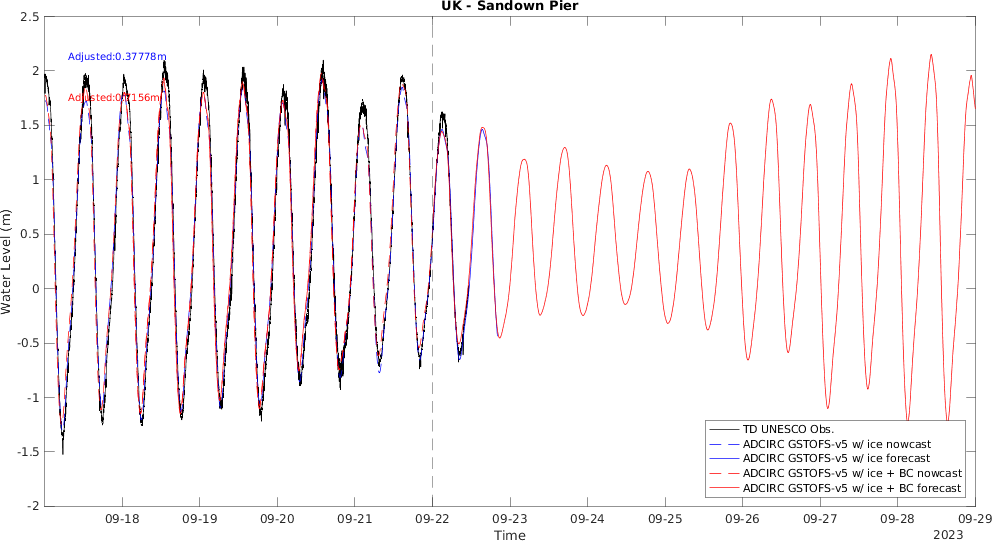 UK - Sandown Pier
2.5
2
1.5
1
0.5
0
-0.5
-1
-1.5
-2
Water Level (m)
Adjusted:0.37778m
TD UNESCO Obs.
ADCIRC GSTOFS-v5 w/ ice nowcast
ADCIRC GSTOFS-v5 w/ ice forecast
ADCIRC GSTOFS-v5 w/ ice + BC nowcast
ADCIRC GSTOFS-v5 w/ ice + BC forecast
09-18 09-19 09-20 09-21 09-22 09-23 09-24 09-25 09-26 09-27 09-28 09-29
Time
2023